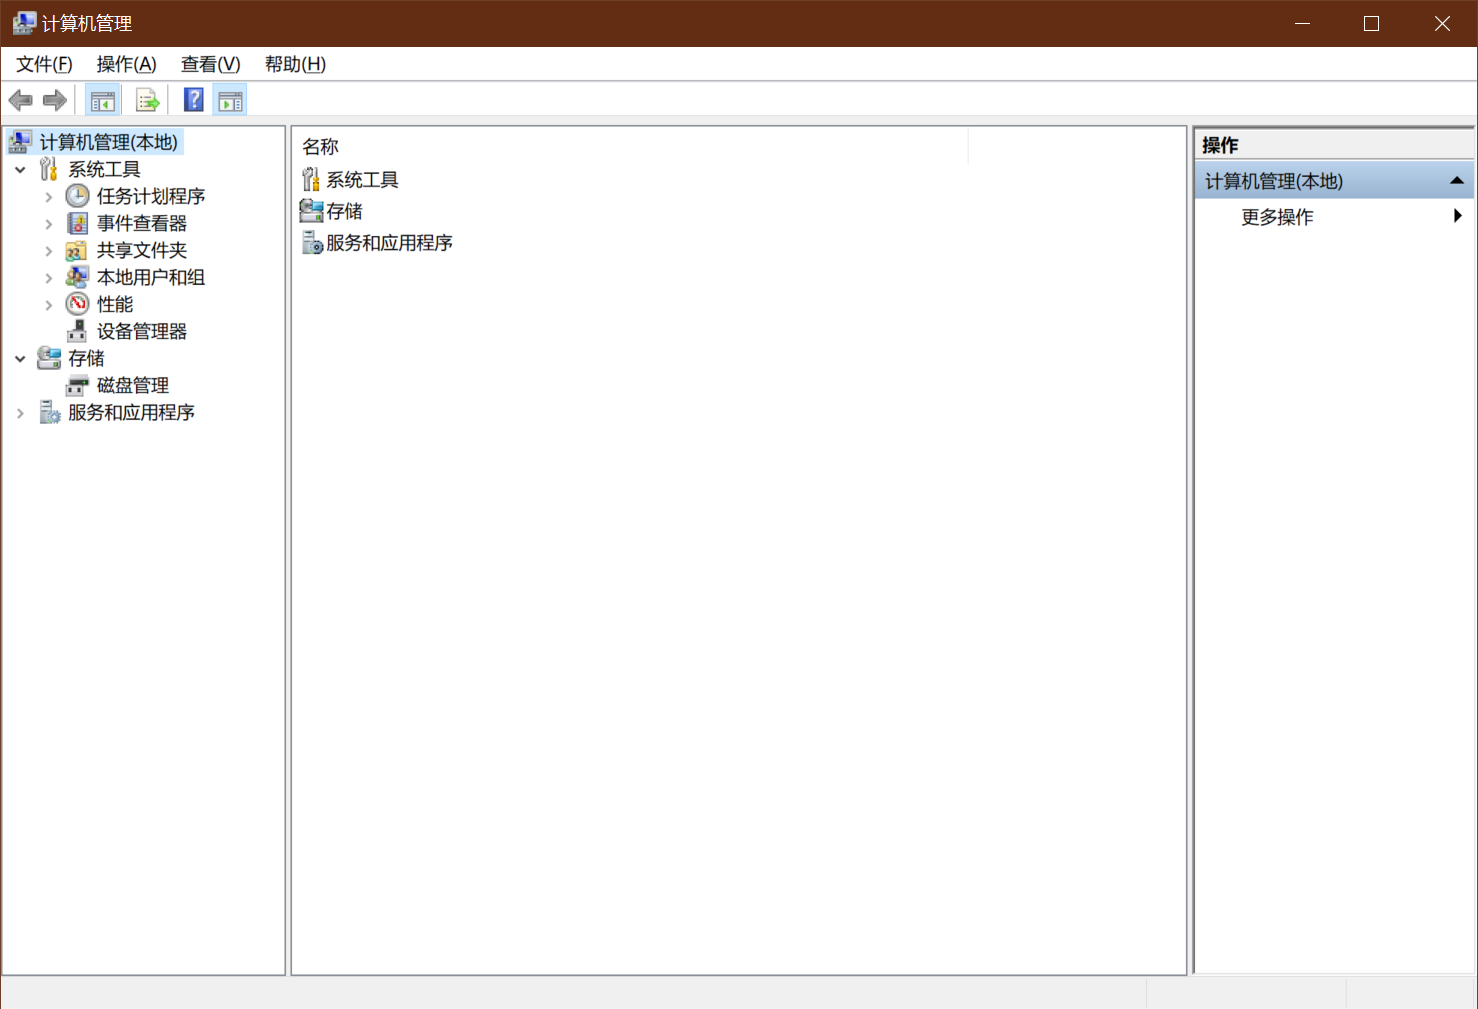 计算机管理
文件(F) 操作(A) 查看(V) 帮助(H)
计算机管理(本地)
系统工具
任务计划程序
事件查看器
共享文件夹
本地用户和组
性能
设备管理器
存储
磁盘管理
服务和应用程序
名称
系统工具
存储
服务和应用程序
操作
计算机管理(本地)
更多操作